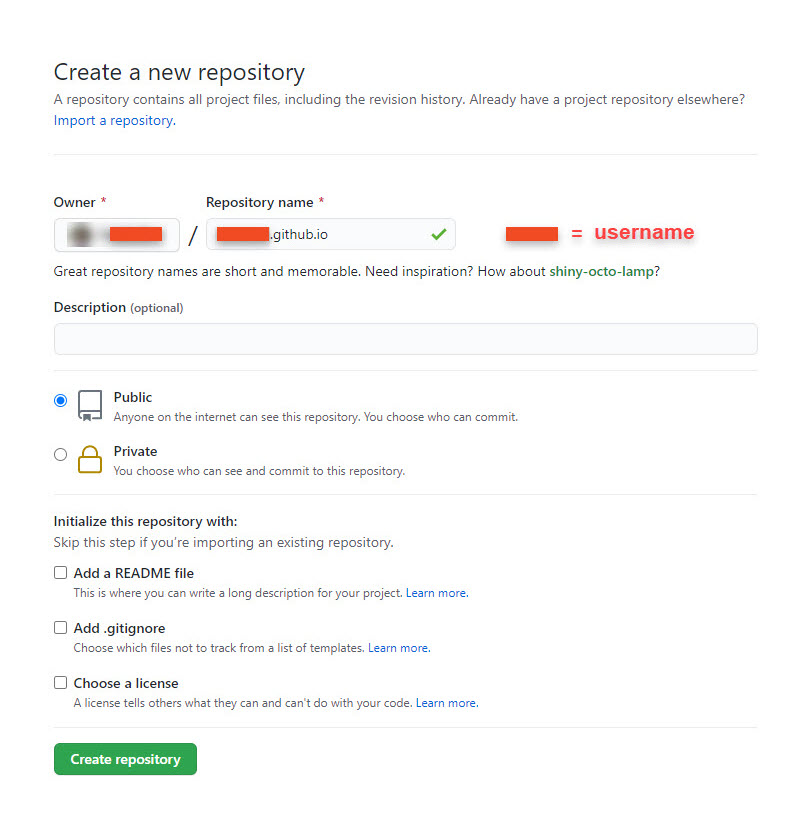 Create a new repository
A repository contains all project files, including the revision history. Already have a project repository elsewhere?
Import a repository.
Owner * Repository name *
/ .github.io = username
Great repository names are short and memorable. Need inspiration? How about shiny-octo-lamp?
Description (optional)
Public
Anyone on the internet can see this repository. You choose who can commit.
Private
You choose who can see and commit to this repository.
Initialize this repository with:
Skip this step if you're importing an existing repository.
Add a README file
This is where you can write a long description for your project. Learn more.
Add .gitignore
Choose which files not to track from a list of templates. Learn more.
Choose a license
A license tells others what they can and can't do with your code. Learn more.
Create repository